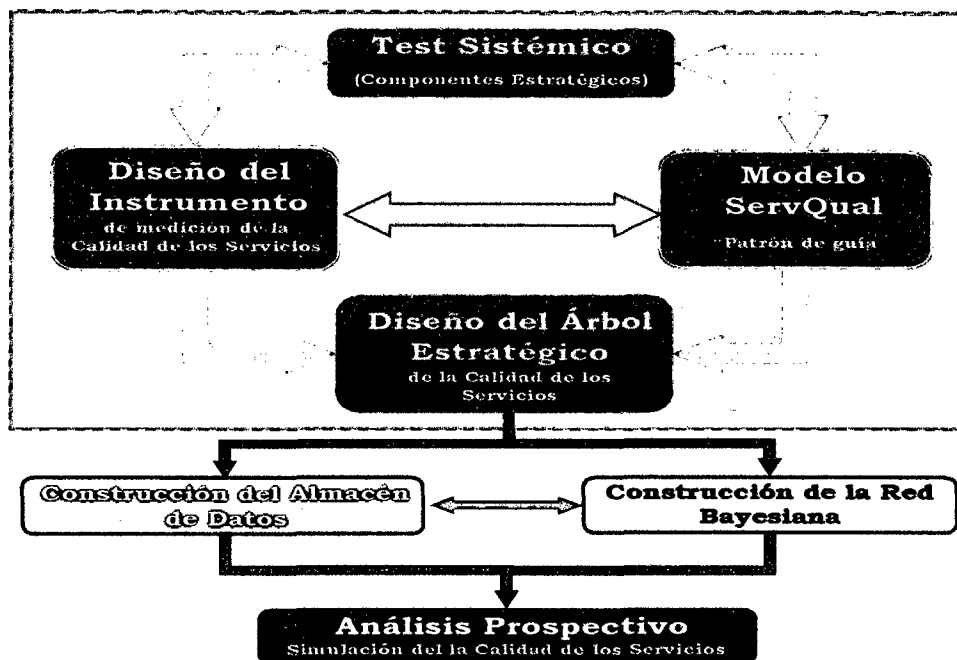 Test Sistémico
(Componentes Estratégicos)
Diseño del
Instrumento
de medición de la
Calidad de los Servicios
Modelo
ServQual
Patrón de guía
Diseño del Árbol
Estratégico
de la Calidad de los
Servicios
Construcción del Almacén
de Datos
Construcción de la Red
Bayesiana
Análisis Prospectivo
Simulación del la Calidad de los Servicios